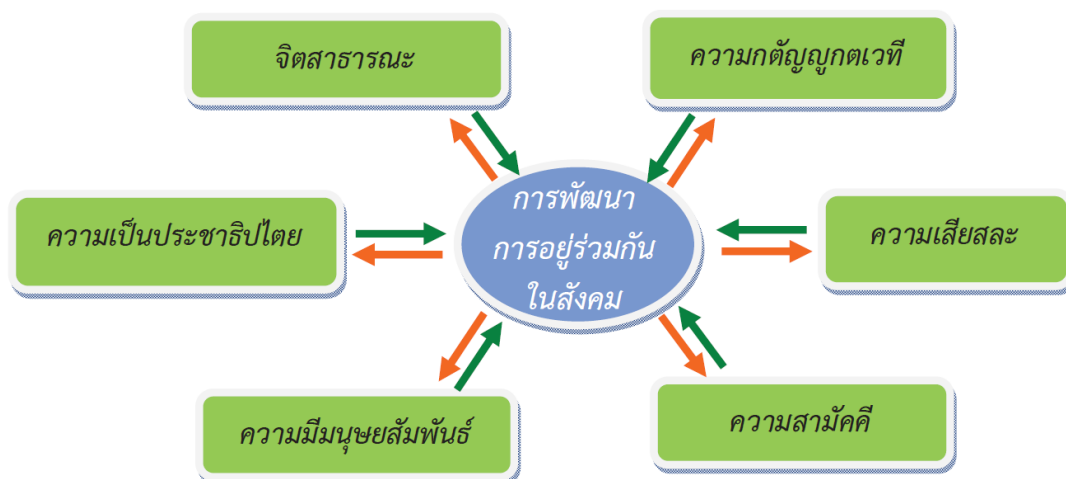 จิตสาธารณะ
ความกตัญญูกตเวที
การพัฒนา
การอยู่ร่วมกัน
ในสังคม
ความเป็นประชาธิปไตย
ความเสียสละ
ความมีมนุษยสัมพันธ์
ความสามัคคี